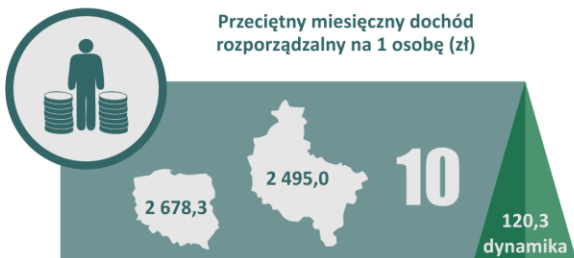 Przeciętny miesięczny dochód
rozporządzalny na 1 osobę (zł)
2 678,3
2 495,0
10
120,3
dynamika